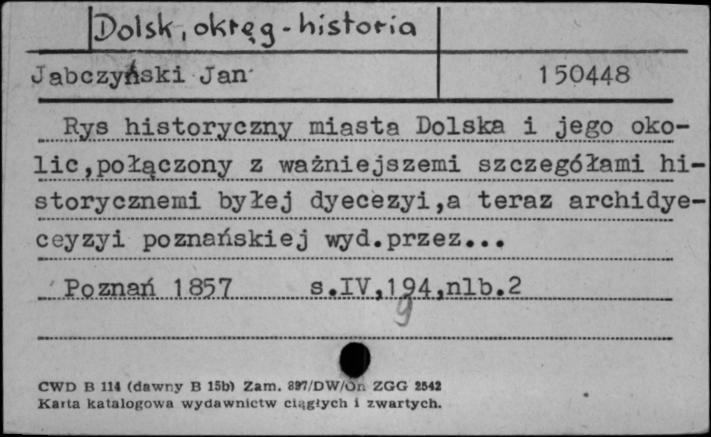 Dolsk, okręg - historia
Jabczyński Jan 150448
Rys historyczny miasta Dolska i jego oko-
lic,połączony z ważniejszemi szczegółami hi-
storycznemi byłej dyecezyi,a teraz archidye-
ceyzyi poznańskiej wyd.przez...
Poznań 1857 s.IV,194,nlb.2
9
CWD B 114 (dawny B 15b) Zam. 897/DW/On ZGG 2542
Karta katalogowa wydawnictw ciągłych i zwartych.